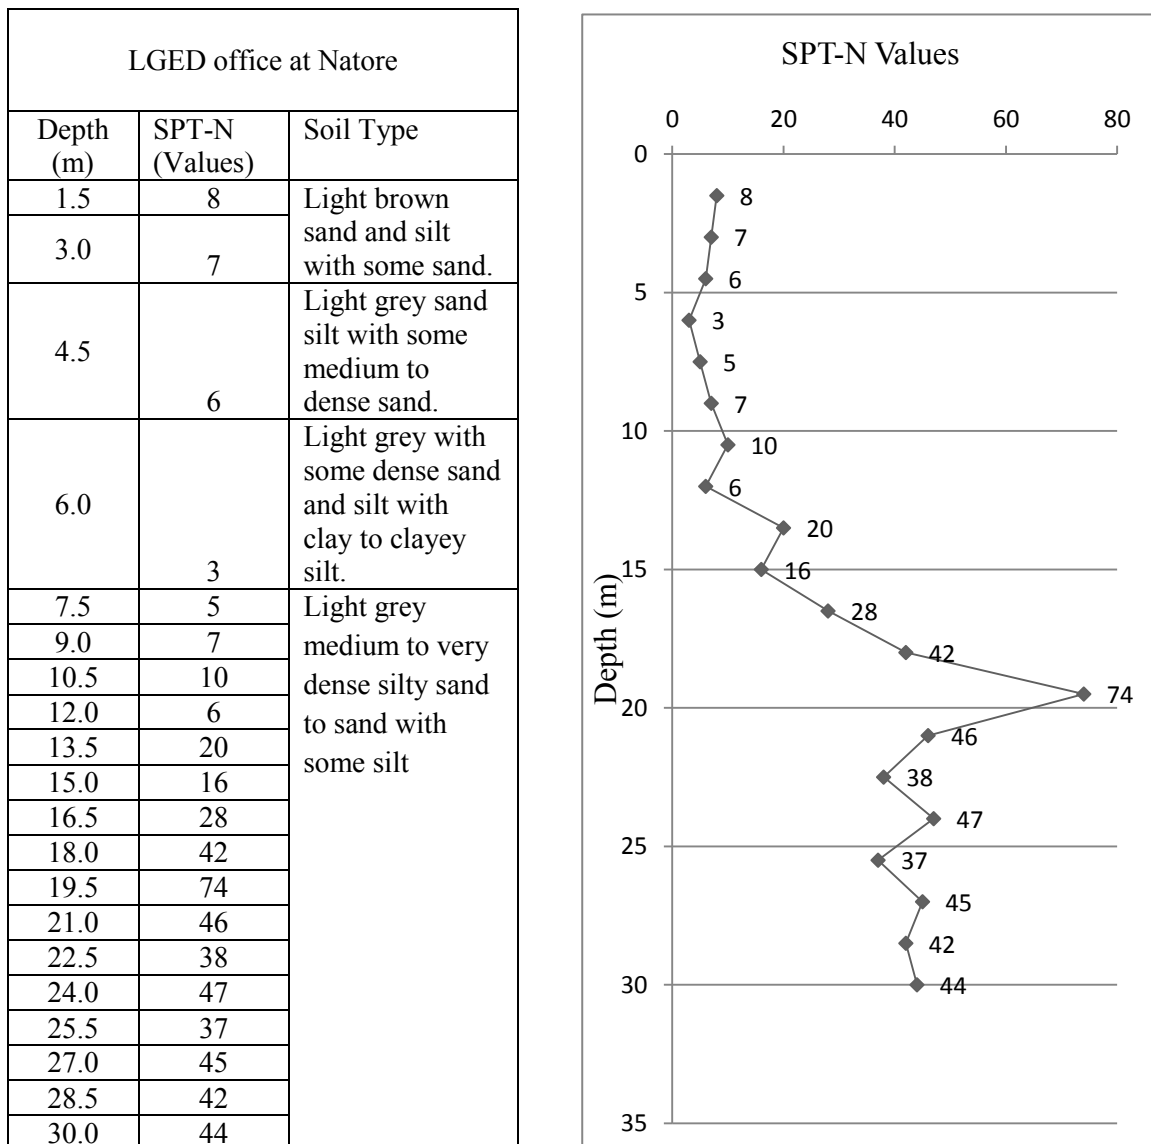 LGED office at Natore
Depth
(m)
SPT-N
(Values)
Soil Type
1.5
8
Light brown
sand and silt
with some sand.
3.0
7
4.5
6
Light grey sand
silt with some
medium to
dense sand.
6.0
3
Light grey with
some dense sand
and silt with
clay to clayey
silt.
7.5
5
Light grey
medium to very
dense silty sand
to sand with
some silt
9.0
7
10.5
10
12.0
6
13.5
20
15.0
16
16.5
28
18.0
42
19.5
74
21.0
46
22.5
38
24.0
47
25.5
37
27.0
45
28.5
42
30.0
44
SPT-N Values
0 20 40 60 80
0
5
10
15
20
25
30
35
Depth (m)
8
7
6
3
5
7
10
6
20
16
28
42
74
46
38
47
37
45
42
44